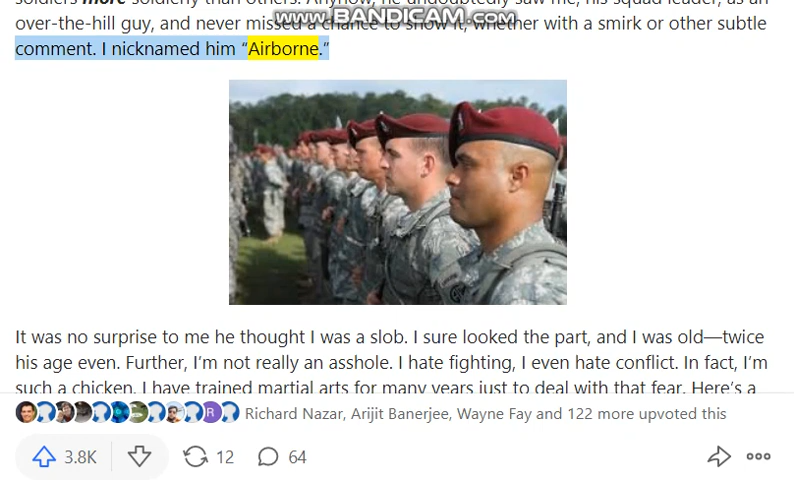 soldiers more soldierly than others. Anyhow, he undoubtedly saw me, his squad leader, as an
www.BANDICAM.com
over-the-hill guy, and never missed a chance to show it, whether with a smirk or other subtle
comment. I nicknamed him “Airborne.”
It was no surprise to me he thought I was a slob. I sure looked the part, and I was old—twice
his age even. Further, I’m not really an asshole. I hate fighting, I even hate conflict. In fact, I’m
such a chicken, I have trained martial arts for many years just to deal with that fear. Here’s a
R
Richard Nazar, Arijit Banerjee, Wayne Fay and 122 more upvoted this
3.8K
12
64